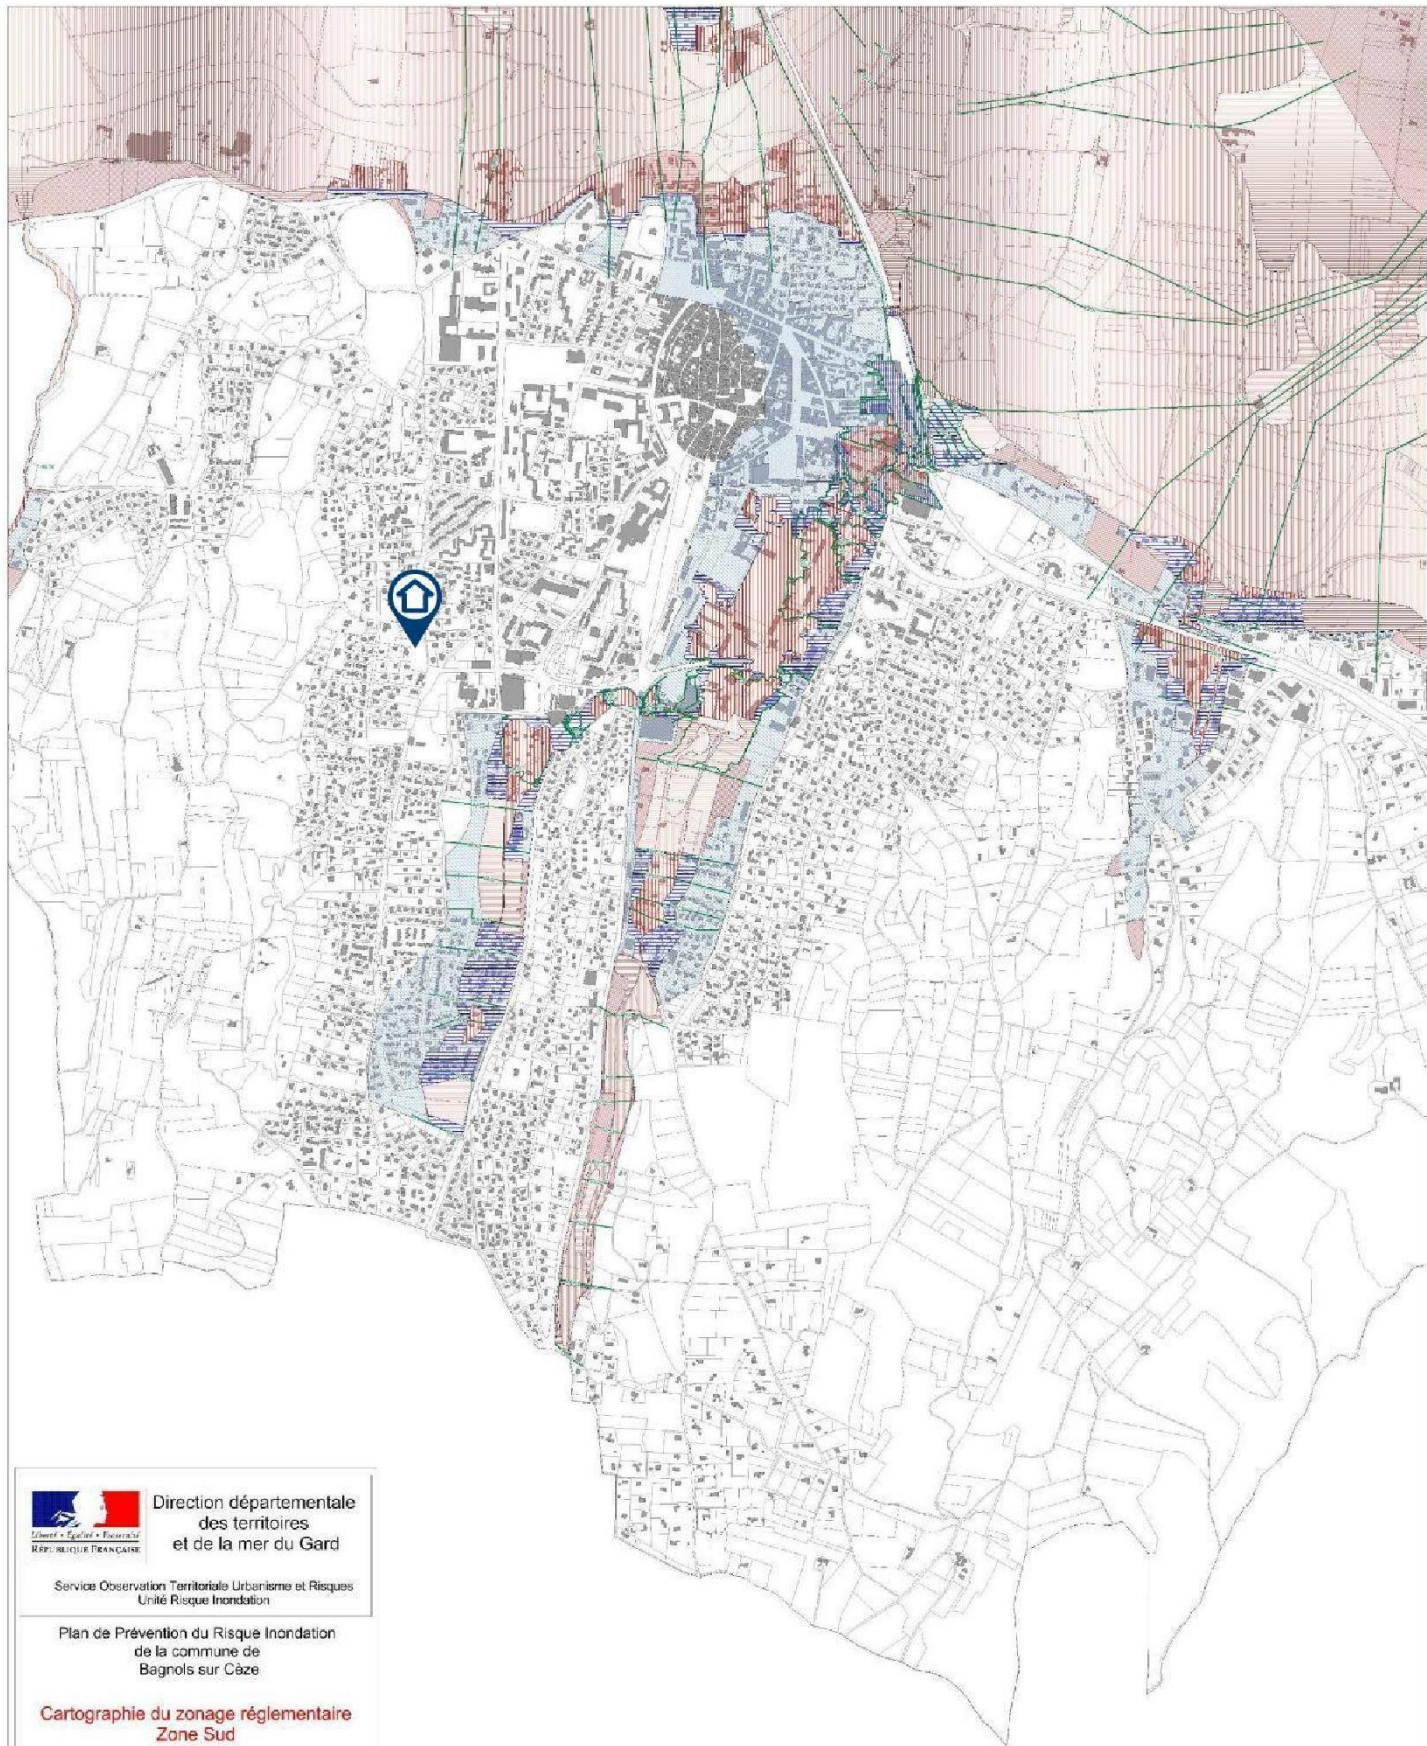 Liberté • Égalité • Fraternité
RÉPUBLIQUE FRANÇAISE
Direction départementale
des territoires
et de la mer du Gard
Service Observation Territoriale Urbanisme et Risques
Unité Risque Inondation
Plan de Prévention du Risque Inondation
de la commune de
Bagnols sur Cèze
Cartographie du zonage réglementaire
Zone Sud